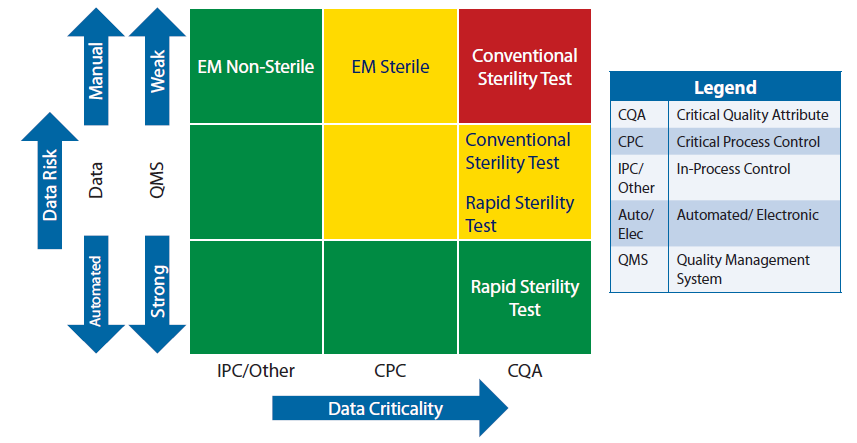 Manual
Weak
EM Non-Sterile
EM Sterile
Conventional
Sterility Test
Data Risk
Data
QMS
Conventional
Sterility Test
Rapid Sterility
Test
Automated
Strong
Rapid Sterility
Test
IPC/Other
CPC
CQA
Data Criticality
Legend
CQA Critical Quality Attribute
CPC Critical Process Control
IPC/ In-Process Control
Other
Auto/ Automated/ Electronic
Elec
QMS Quality Management
System